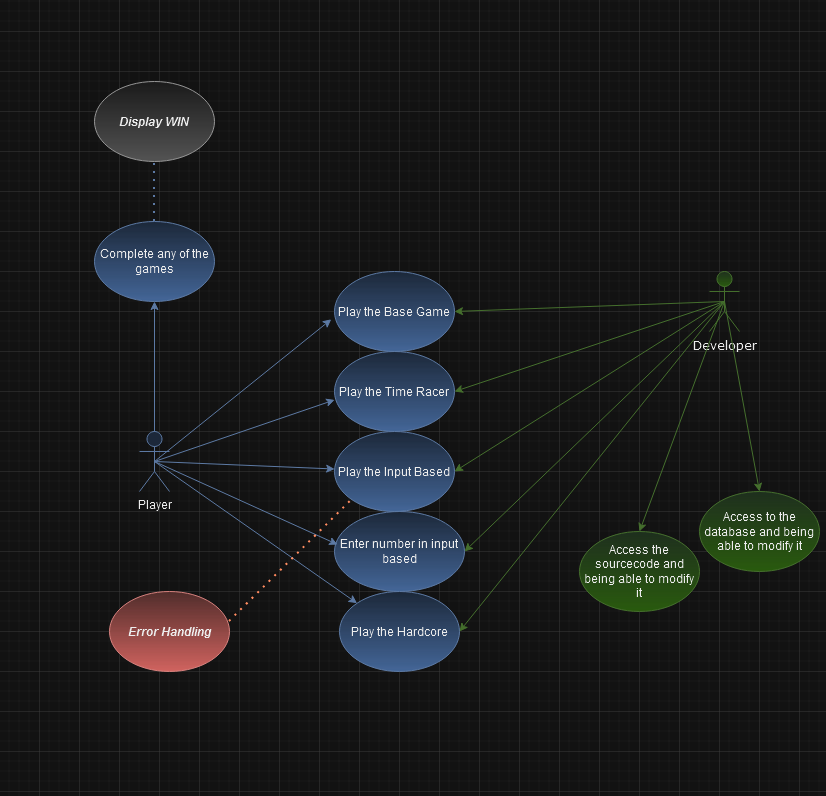 Display WIN
Complete any of the
games
Play the Base Game
Developer
Play the Time Racer
Play the Input Based
Player
Enter number in input
based
Access to the
database and being
able to modify it
Access the
sourcecode and
being able to modify
it
Error Handling
Play the Hardcore